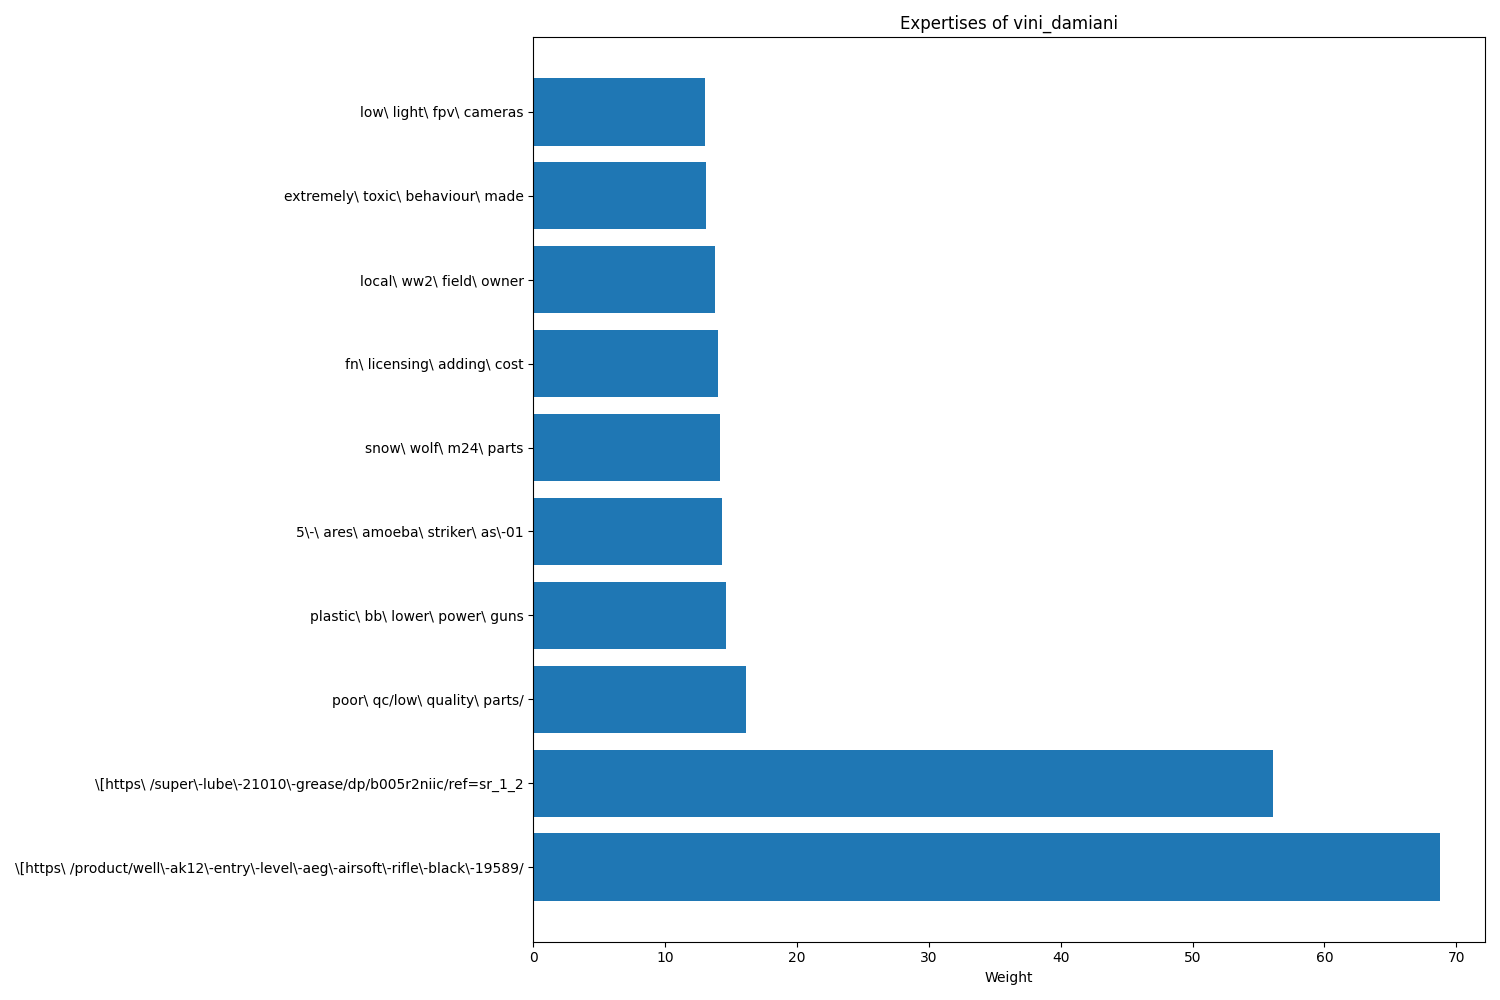 Expertises of vini_damiani
low\ light\ fpv\ cameras
extremely\ toxic\ behaviour\ made
local\ ww2\ field\ owner
fn\ licensing\ adding\ cost
snow\ wolf\ m24\ parts
5\-\ ares\ amoeba\ striker\ as\-01
plastic\ bb\ lower\ power\ guns
poor\ qc/low\ quality\ parts/
\[https\ /super\-lube\-21010\-grease/dp/b005r2niic/ref=sr_1_2
\[https\ /product/well\-ak12\-entry\-level\-aeg\-airsoft\-rifle\-black\-19589/
0 10 20 30 40 50 60 70
Weight